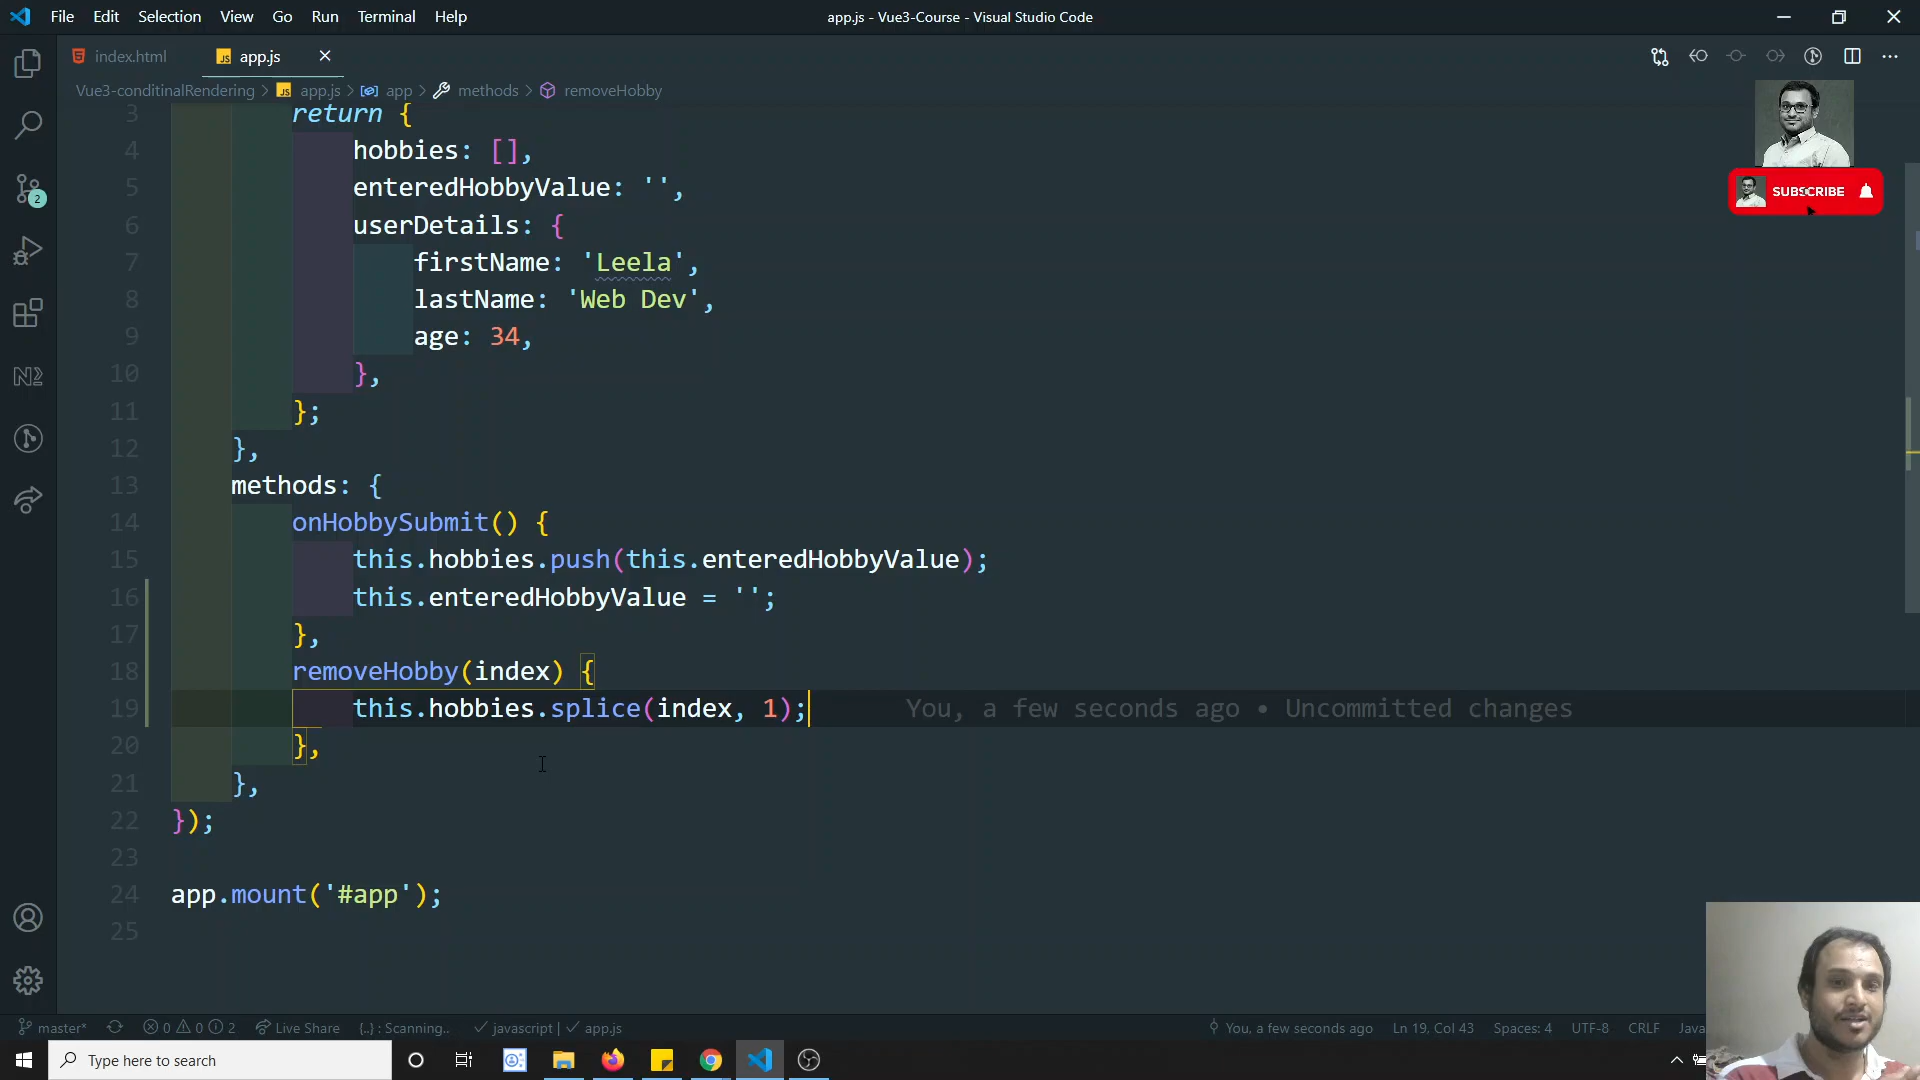 File Edit Selection View Go Run Terminal Help
app.js - Vue3-Course - Visual Studio Code
index.html
app.js
Vue3-conditinalRendering > app.js > app > methods > removeHobby
SUBSCRIBE
3 return {
4 hobbies: [],
5 enteredHobbyValue: '',
6 userDetails: {
7 firstName: 'Leela',
8 lastName: 'Web Dev',
9 age: 34,
10 },
11 };
12 },
13 methods: {
14 onHobbySubmit() {
15 this.hobbies.push(this.enteredHobbyValue);
16 this.enteredHobbyValue = '';
17 },
18 removeHobby(index) {
19 this.hobbies.splice(index, 1); You, a few seconds ago • Uncommitted changes
20 },
21 },
22 });
23
24 app.mount('#app');
25
2
master* 0 0 2 Live Share {..} : Scanning.. javascript | app.js You, a few seconds ago Ln 19, Col 43 Spaces: 4 UTF-8 CRLF
Type here to search